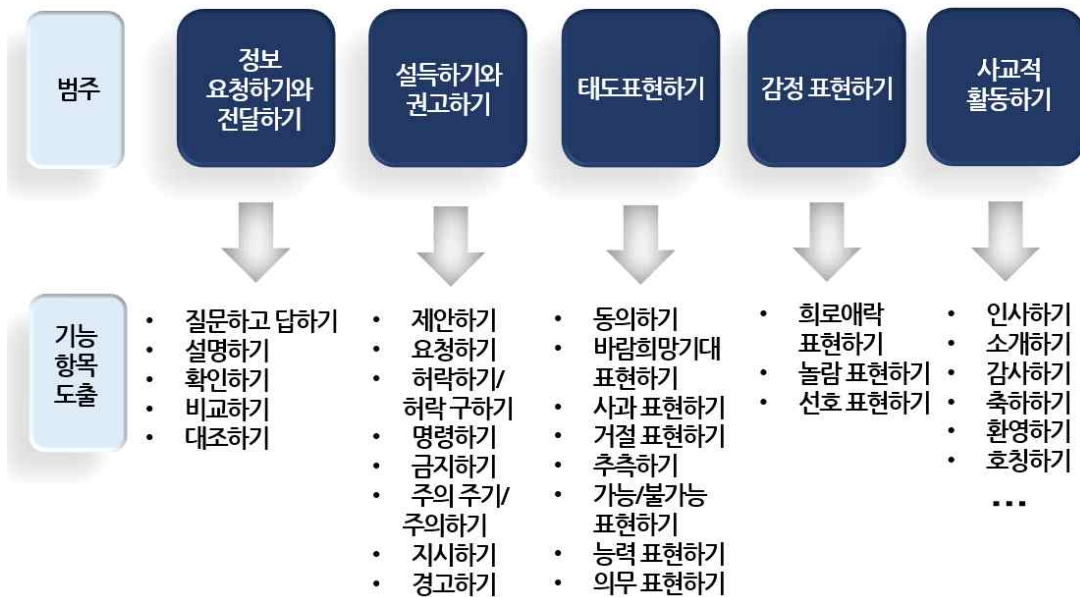 범주
정보
요청하기와
전달하기
설득하기와
권고하기
태도표현하기
감정 표현하기
사교적
활동하기
기능
항목
도출
• 질문하고 답하기
• 설명하기
• 확인하기
• 비교하기
• 대조하기
• 제안하기
• 요청하기
• 허락하기/
허락 구하기
• 명령하기
• 금지하기
• 주의 주기/
주의하기
• 지시하기
• 경고하기
• 동의하기
• 바람희망기대
표현하기
• 사과 표현하기
• 거절 표현하기
• 추측하기
• 가능/불가능
표현하기
• 능력 표현하기
• 의무 표현하기
• 희로애락
표현하기
• 놀람 표현하기
• 선호 표현하기
• 인사하기
• 소개하기
• 감사하기
• 축하하기
• 환영하기
• 호칭하기
...